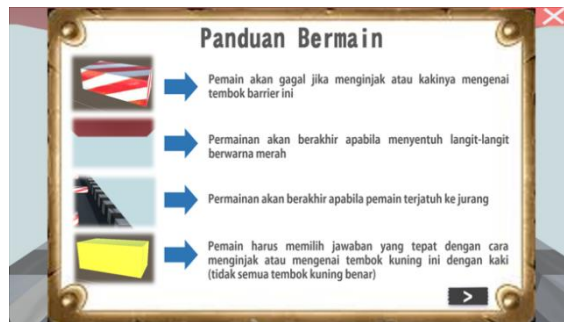 Panduan Bermain
Pemain akan gagal jika menginjak atau kakinya mengenai
tembok barrier ini
Permainan akan berakhir apabila menyentuh langit-langit
berwarna merah
Permainan akan berakhir apabila pemain terjatuh ke jurang
Pemain harus memilih jawaban yang tepat dengan cara
menginjak atau mengenai tembok kuning ini dengan kaki
(tidak semua tembok kuning benar)